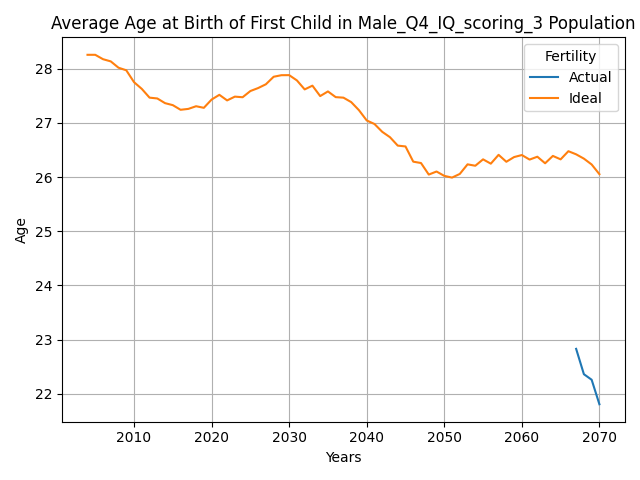 Average Age at Birth of First Child in Male_Q4_IQ_scoring_3 Population
Fertility
Actual
Ideal
28
27
26
25
24
23
22
Age
2010
2020
2030
2040
2050
2060
2070
Years